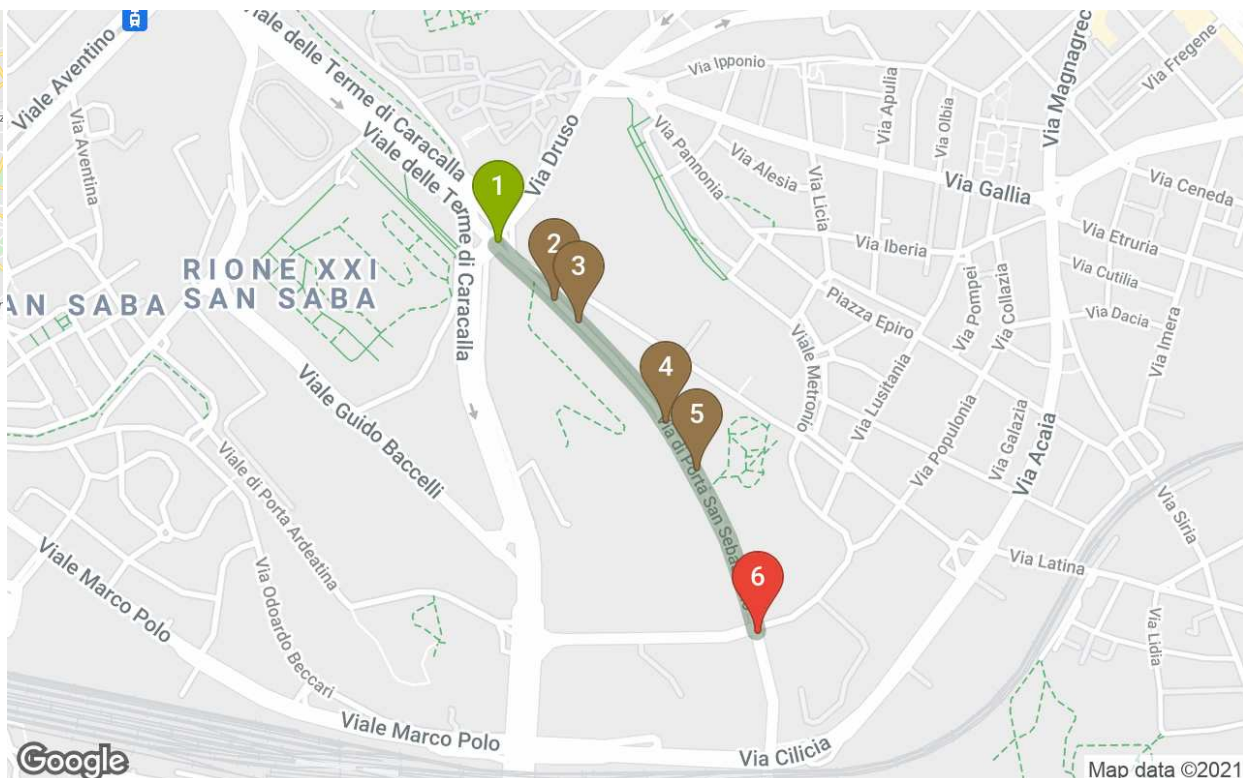 Viale Aventino
Viale delle Terme di Caracalla
Viale delle Terme di Caracalla
Via Aventina
Via Druso
Via Ipponio
Via Magnagrec
Via Fregene
Via Apulia
Via Olbia
Via Pannonia
Via Alesia
Via Licia
Via Gallia
Via Ceneda
1
Via Iberia
Via Etruria
2
3
RIONE XXI
SAN SABA
AN SABA
Via Cutilia
Via Pompei
Via Collazia
Piazza Epiro
Via Dacia
Via Imera
4
5
Viale Metronio
Via Lusitania
Viale Guido Baccelli
Via di Porta San Seba
Via Populonia
Via Galazia
Via Acaia
Viale di Porta Ardeatina
Via Siria
6
Via Latina
Viale Marco Polo
Via Odoardo Beccari
Via Lidia
Viale Marco Polo
Via Cilicia
Google
Map data ©2021